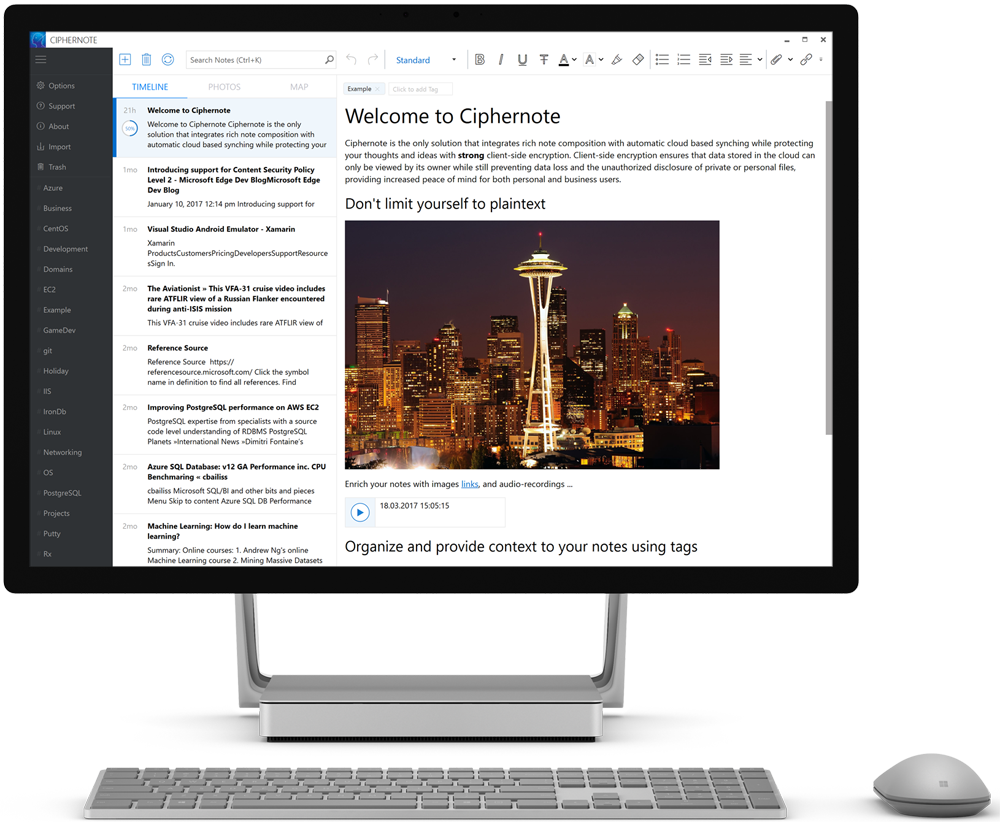 CIPHERNOTE
Search Notes (Ctrl+K)
Standard
B I U T A A
Options
Support
About
Import
Trash
Azure
Business
CentOS
Development
Domains
EC2
Example
GameDev
git
Holiday
IIS
IronDb
Linux
Networking
OS
PostgreSQL
Projects
Putty
Rx
TIMELINE PHOTOS MAP
21h Welcome to Ciphernote
50%
Welcome to Ciphernote Ciphernote is the only
solution that integrates rich note composition with
automatic cloud based synching while protecting your
1mo Introducing support for Content Security Policy
Level 2 - Microsoft Edge Dev BlogMicrosoft Edge
Dev Blog
January 10, 2017 12:14 pm Introducing support for
1mo Visual Studio Android Emulator - Xamarin
Xamarin
ProductsCustomersPricingDevelopersSupportResource
sSign In.
2mo The Aviationist » This VFA-31 cruise video includes
rare ATFLIR view of a Russian Flanker encountered
during anti-ISIS mission
This VFA-31 cruise video includes rare ATFLIR view of
2mo Reference Source
Reference Source https://
referencesource.microsoft.com/ Click the symbol
name in definition to find all references. Find
2mo Improving PostgreSQL performance on AWS EC2
PostgreSQL expertise from specialists with a source
code level understanding of RDBMS PostgreSQL
Planets »International News »Dimitri Fontaine's
2mo Azure SQL Database: v12 GA Performance inc. CPU
Benchmaring « cbailiss
cbailiss Microsoft SQL/BI and other bits and pieces
Menu Skip to content Azure SQL DB Performance
2mo Machine Learning: How do I learn machine
learning?
Summary: Online courses: 1. Andrew Ng's online
Machine Learning course 2. Mining Massive Datasets
Example
Click to add Tag
Welcome to Ciphernote
Ciphernote is the only solution that integrates rich note composition with automatic cloud based synching while protecting
your thoughts and ideas with strong client-side encryption. Client-side encryption ensures that data stored in the cloud can
only be viewed by its owner while still preventing data loss and the unauthorized disclosure of private or personal files,
providing increased peace of mind for both personal and business users.
Don't limit yourself to plaintext
Enrich your notes with images links, and audio-recordings ...
18.03.2017 15:05:15
Organize and provide context to your notes using tags